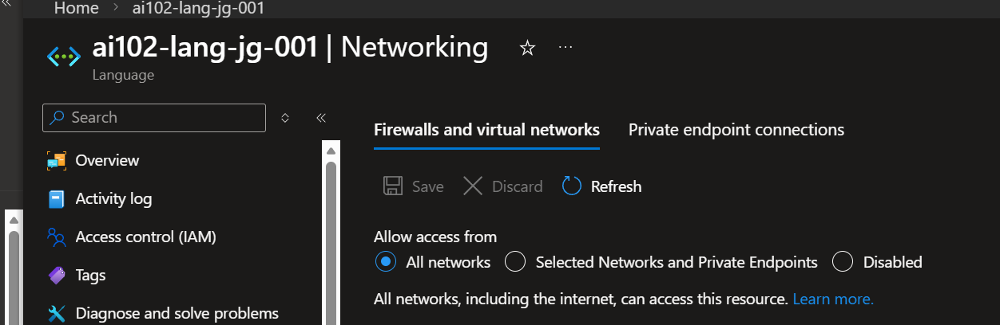 Home > ai102-lang-jg-001
ai102-lang-jg-001 | Networking
Language
Search
Overview
Activity log
Access control (IAM)
Tags
Diagnose and solve problems
Firewalls and virtual networks Private endpoint connections
Save Discard Refresh
Allow access from
All networks Selected Networks and Private Endpoints Disabled
All networks, including the internet, can access this resource. Learn more.